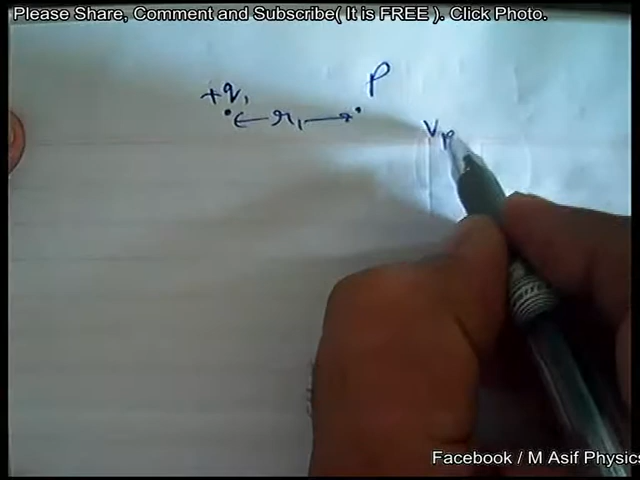 Please Share, Comment and Subscribe( It is FREE ). Click Photo.
P
+q₁
r₁
Vp
Facebook / M Asif Physics